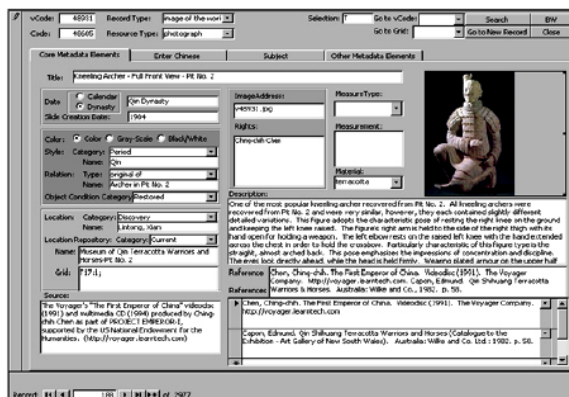 vCode: 48931 Record Type: image of the worl Selection: T Go to vCode: Search BW
Code: 48605 Resource Type: photograph Go to Grid: Go to New Record Close
Core Metadata Elements Enter Chinese Subject Other Metadata Elements
Title: Kneeling Archer - Full Front View - Pit No. 2
Date Calendar Dynasty Qin Dynasty
Slide Creation Date: 1984
ImageAddress:
v48931.jpg
Rights:
Ching-chih Chen
MeasureType:
Measurement:
Material:
terracotta
Color: Color Gray-Scale Black/White
Style: Category: Period
Name: Qin
Relation: Type: original of
Name: Archer in Pit No. 2
Object Condition Category Restored
Location: Category: Discovery
Name: Lintong, Xian
Location Repository: Category: Current
Name: Museum of Qin Terracotta Warriors and
Horses-Pit No. 2
Grid: T17:1;
Source:
The Voyager's "The First Emperor of China" videodisc
(1991) and multimedia CD (1994) produced by Ching-
chih Chen as part of PROJECT EMPEROR-I,
supported by the US National Endowment for the
Humanities. (http://voyager.learntech.com)
Description:
One of the most popular kneeling archer recovered from Pit No. 2. All kneeling archers were
recovered from Pit No. 2 and were very similar, however, they each contained slightly different
detailed variations. This figure adopts the characteristic pose of resting the right knee on the ground
and keeping the left knee raised. The figure's right arm is held to the side of the right thigh with its
hand open for holding a weapon. The left elbow rests on the raised left knee with the hand extended
across the chest in order to hold the crossbow. Particularly characteristic of this figure type is the
straight, almost arched back. This pose emphasizes the impressions of concentration and discipline.
The eyes look directly ahead, while the head is held firmly. Wearing plated armour on the upper half
Reference Chen, Ching-chih. The First Emperor of China. Videodisc (1991). The Voyager
Company. http://voyager.learntech.com. Capon, Edmund. Qin Shihuang Terracotta
References: Warriors & Horses. Australia: Wilke and Co., 1982. p. 58.
Chen, Ching-chih. The First Emperor of China. Videodisc (1991). The Voyager Company.
http://voyager.learntech.com
Capon, Edmund. Qin Shihuang Terracotta Warriors and Horses (Catalogue to the
Exhibition - Art Gallery of New South Wales). Australia: Wilke and Co. Ltd.: 1982. p. 58.
Record: 188 of 2977